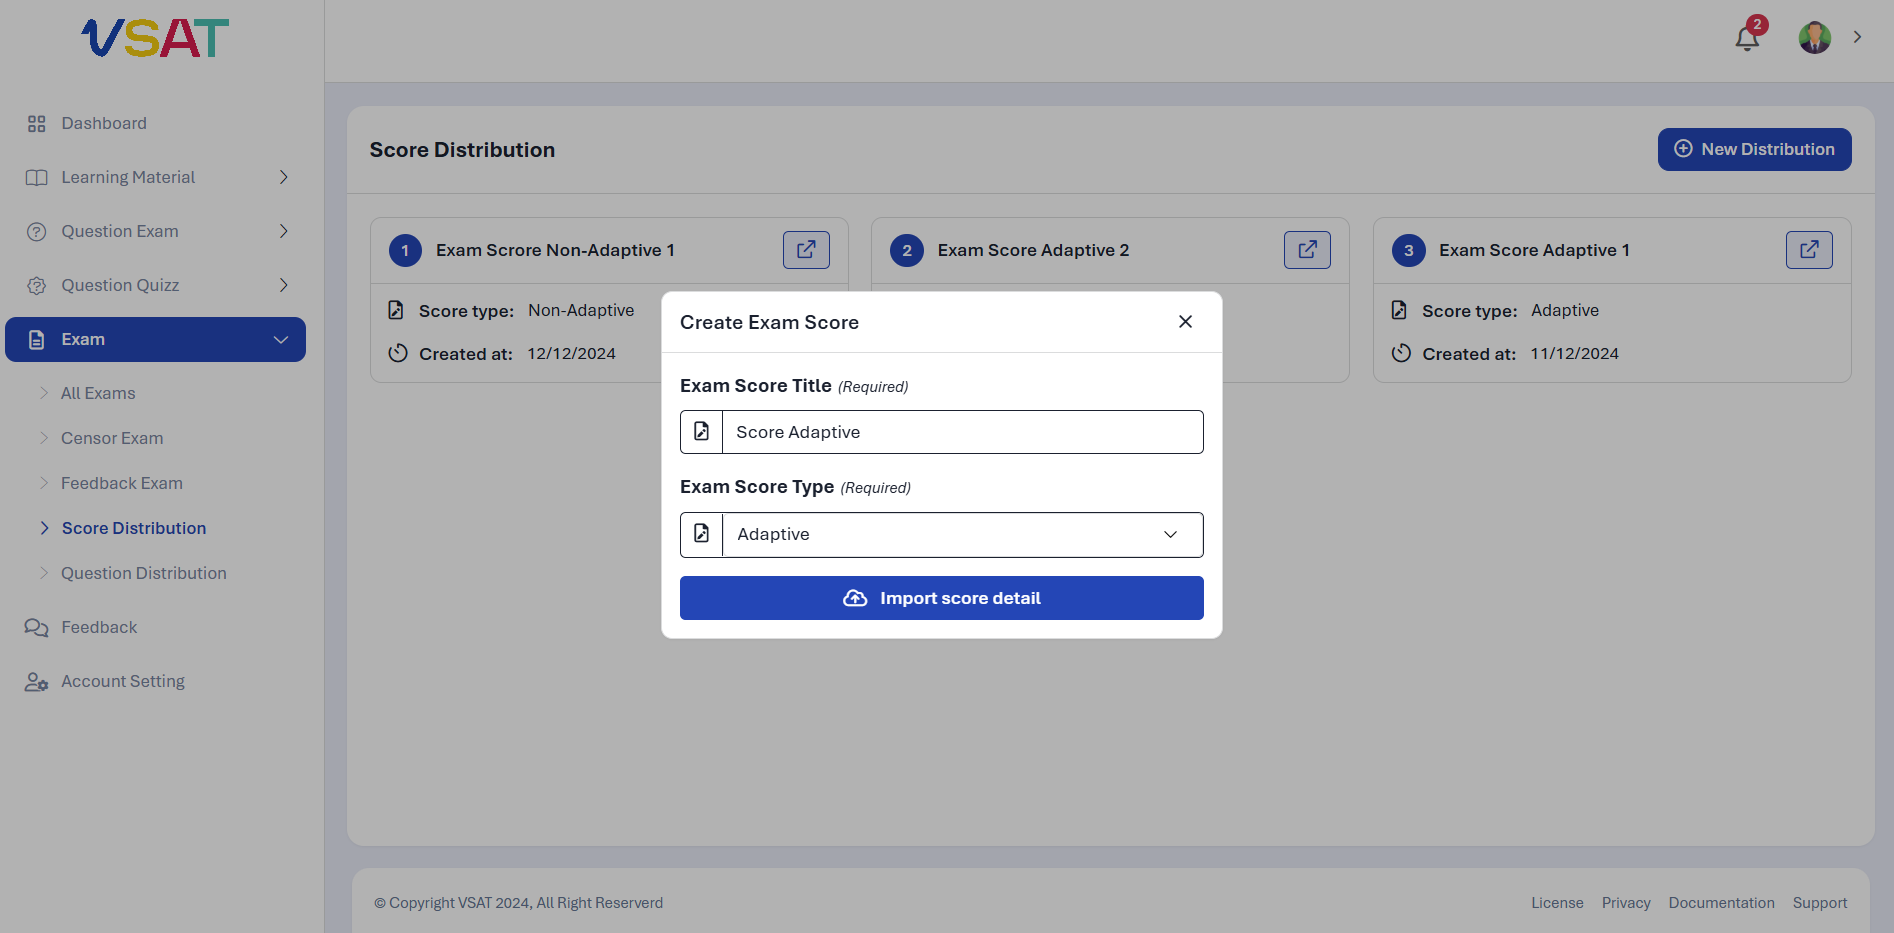 VSAT
2
Dashboard
Learning Material
Question Exam
Question Quizz
Exam
All Exams
Censor Exam
Feedback Exam
Score Distribution
Question Distribution
Feedback
Account Setting
Score Distribution
New Distribution
1 Exam Scrore Non-Adaptive 1
Score type: Non-Adaptive
Created at: 12/12/2024
2 Exam Score Adaptive 2
3 Exam Score Adaptive 1
Score type: Adaptive
Created at: 11/12/2024
Create Exam Score
Exam Score Title (Required)
Score Adaptive
Exam Score Type (Required)
Adaptive
Import score detail
© Copyright VSAT 2024, All Right Reserverd
License Privacy Documentation Support